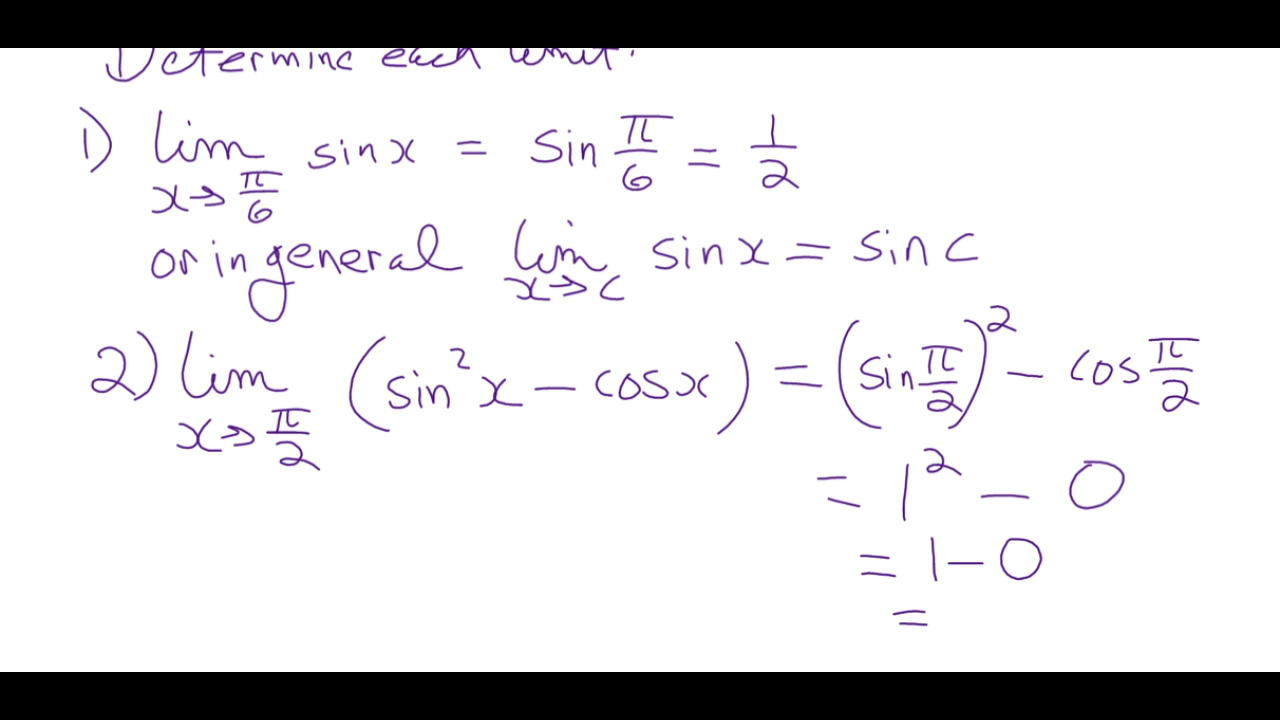 Determine each limit.
1) lim x→π/6 sin x = sin π/6 = 1/2
or in general lim x→c sin x = sin c
2) lim x→π/2 (sin²x − cos x) = (sin π/2)² − cos π/2
= 1² − 0
= 1 − 0
=